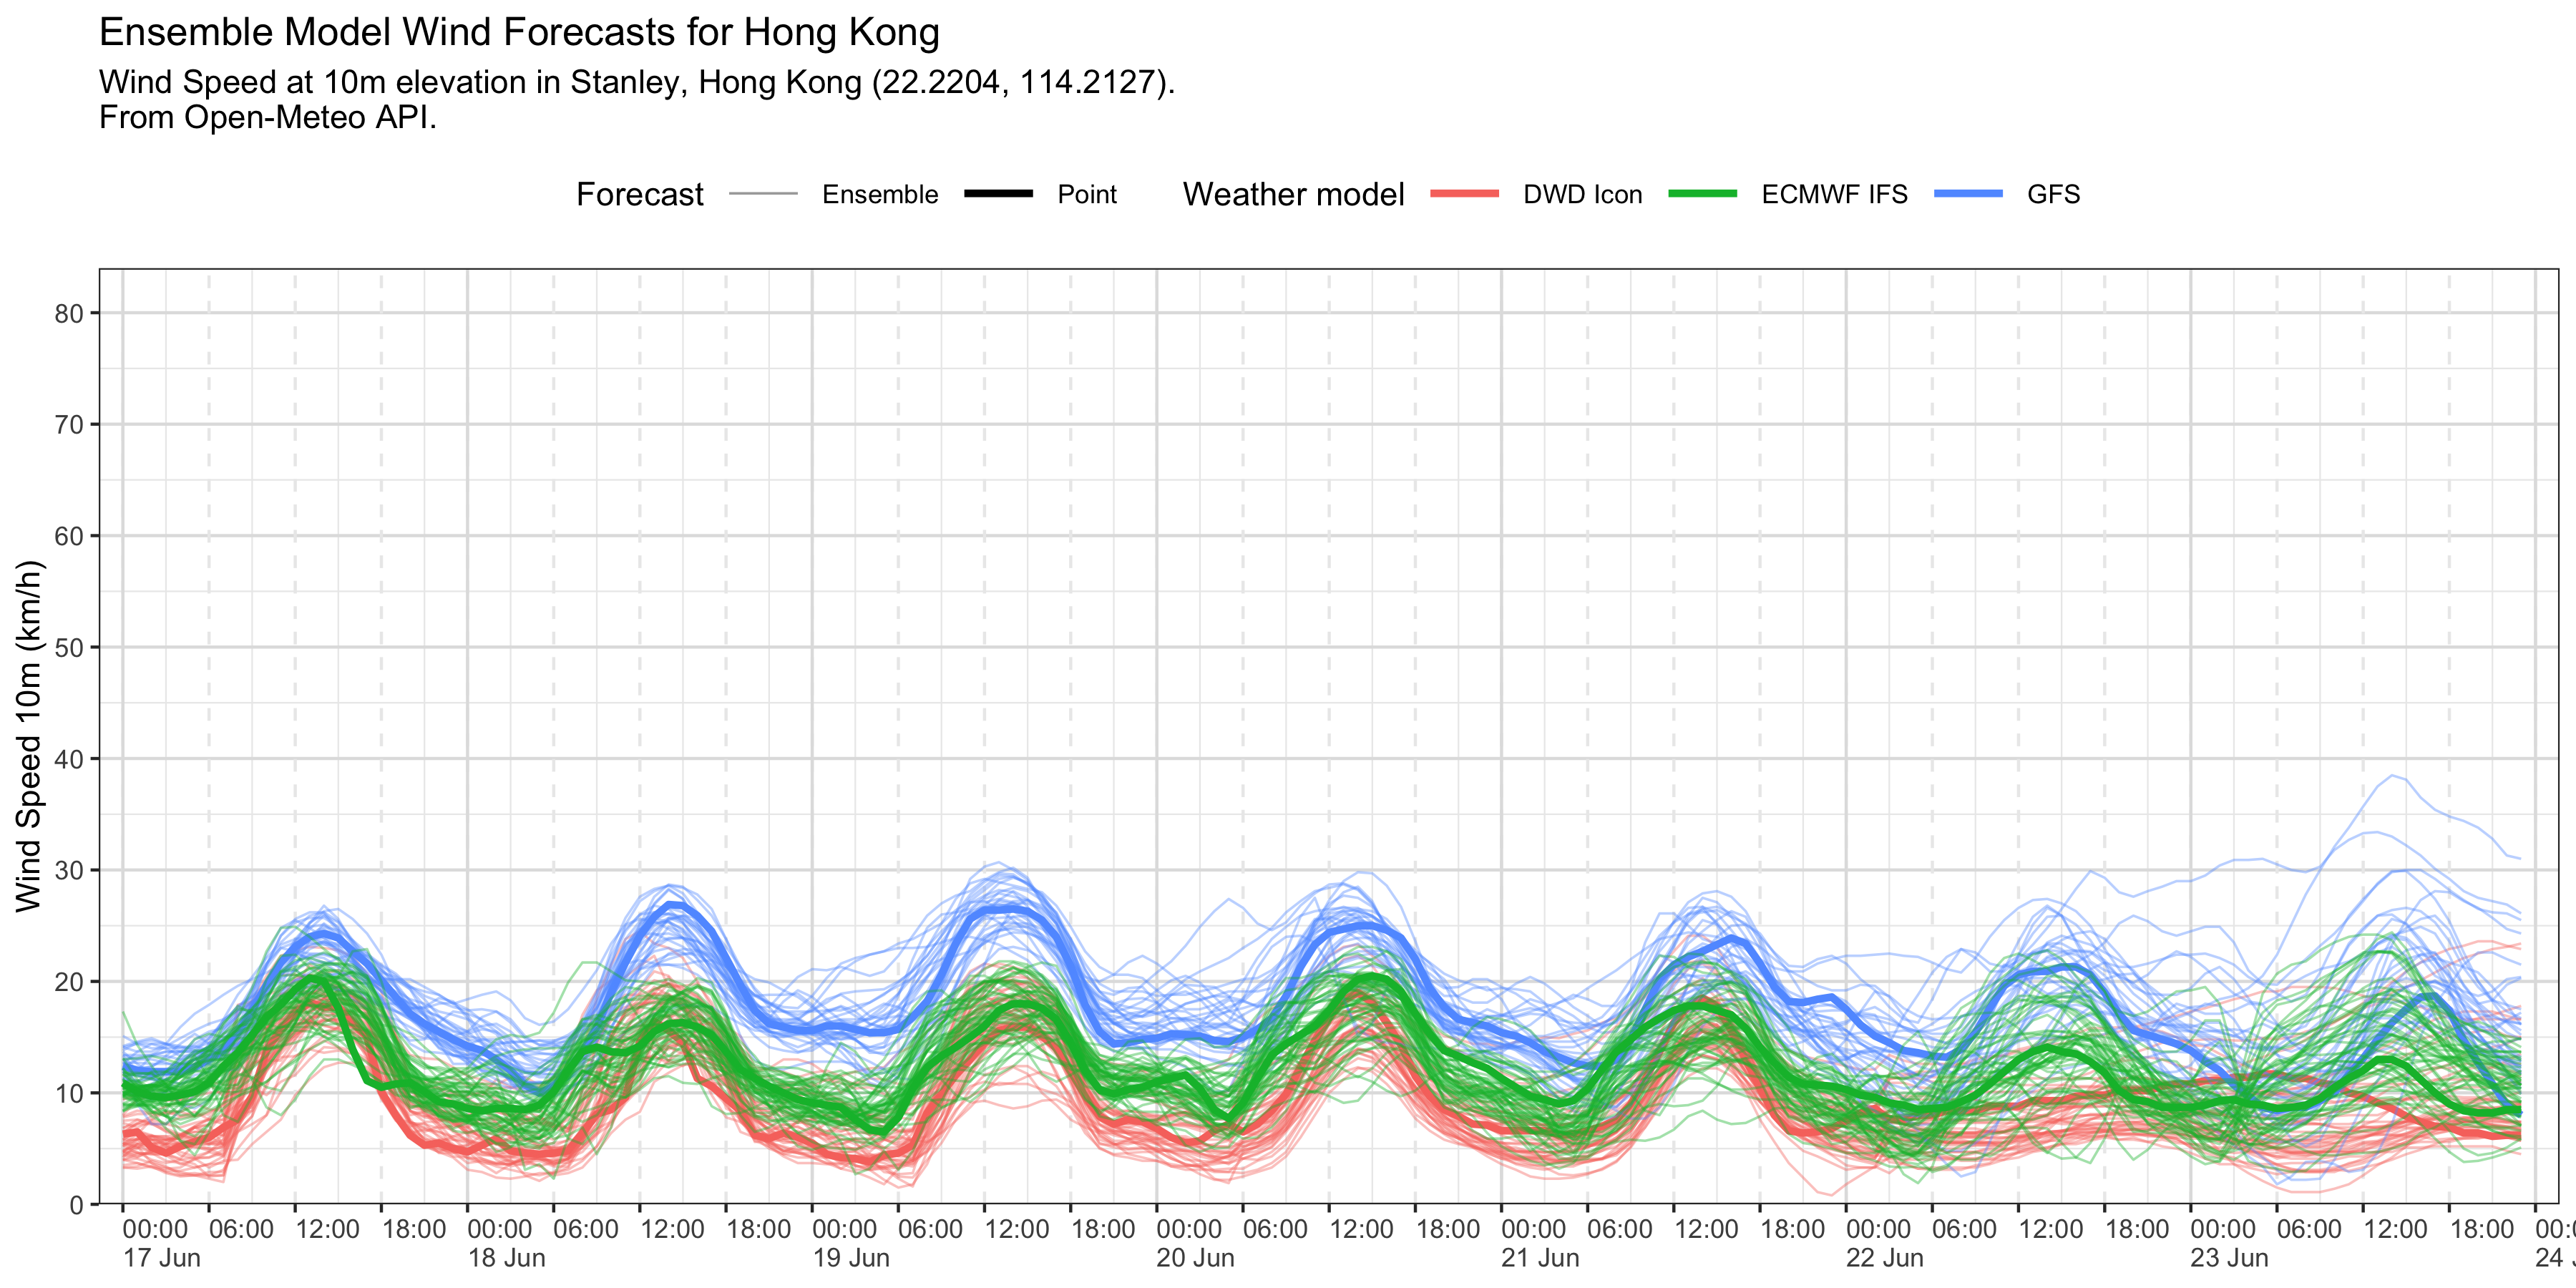 Ensemble Model Wind Forecasts for Hong Kong
Wind Speed at 10m elevation in Stanley, Hong Kong (22.2204, 114.2127).
From Open-Meteo API.
Forecast Ensemble Point Weather model DWD Icon ECMWF IFS GFS
Wind Speed 10m (km/h)
80
70
60
50
40
30
20
10
0
00:00 06:00 12:00 18:00 00:00 06:00 12:00 18:00 00:00 06:00 12:00 18:00 00:00 06:00 12:00 18:00 00:00 06:00 12:00 18:00 00:00 06:00 12:00 18:00 00:00 06:00 12:00 18:00
17 Jun 18 Jun 19 Jun 20 Jun 21 Jun 22 Jun 23 Jun 24